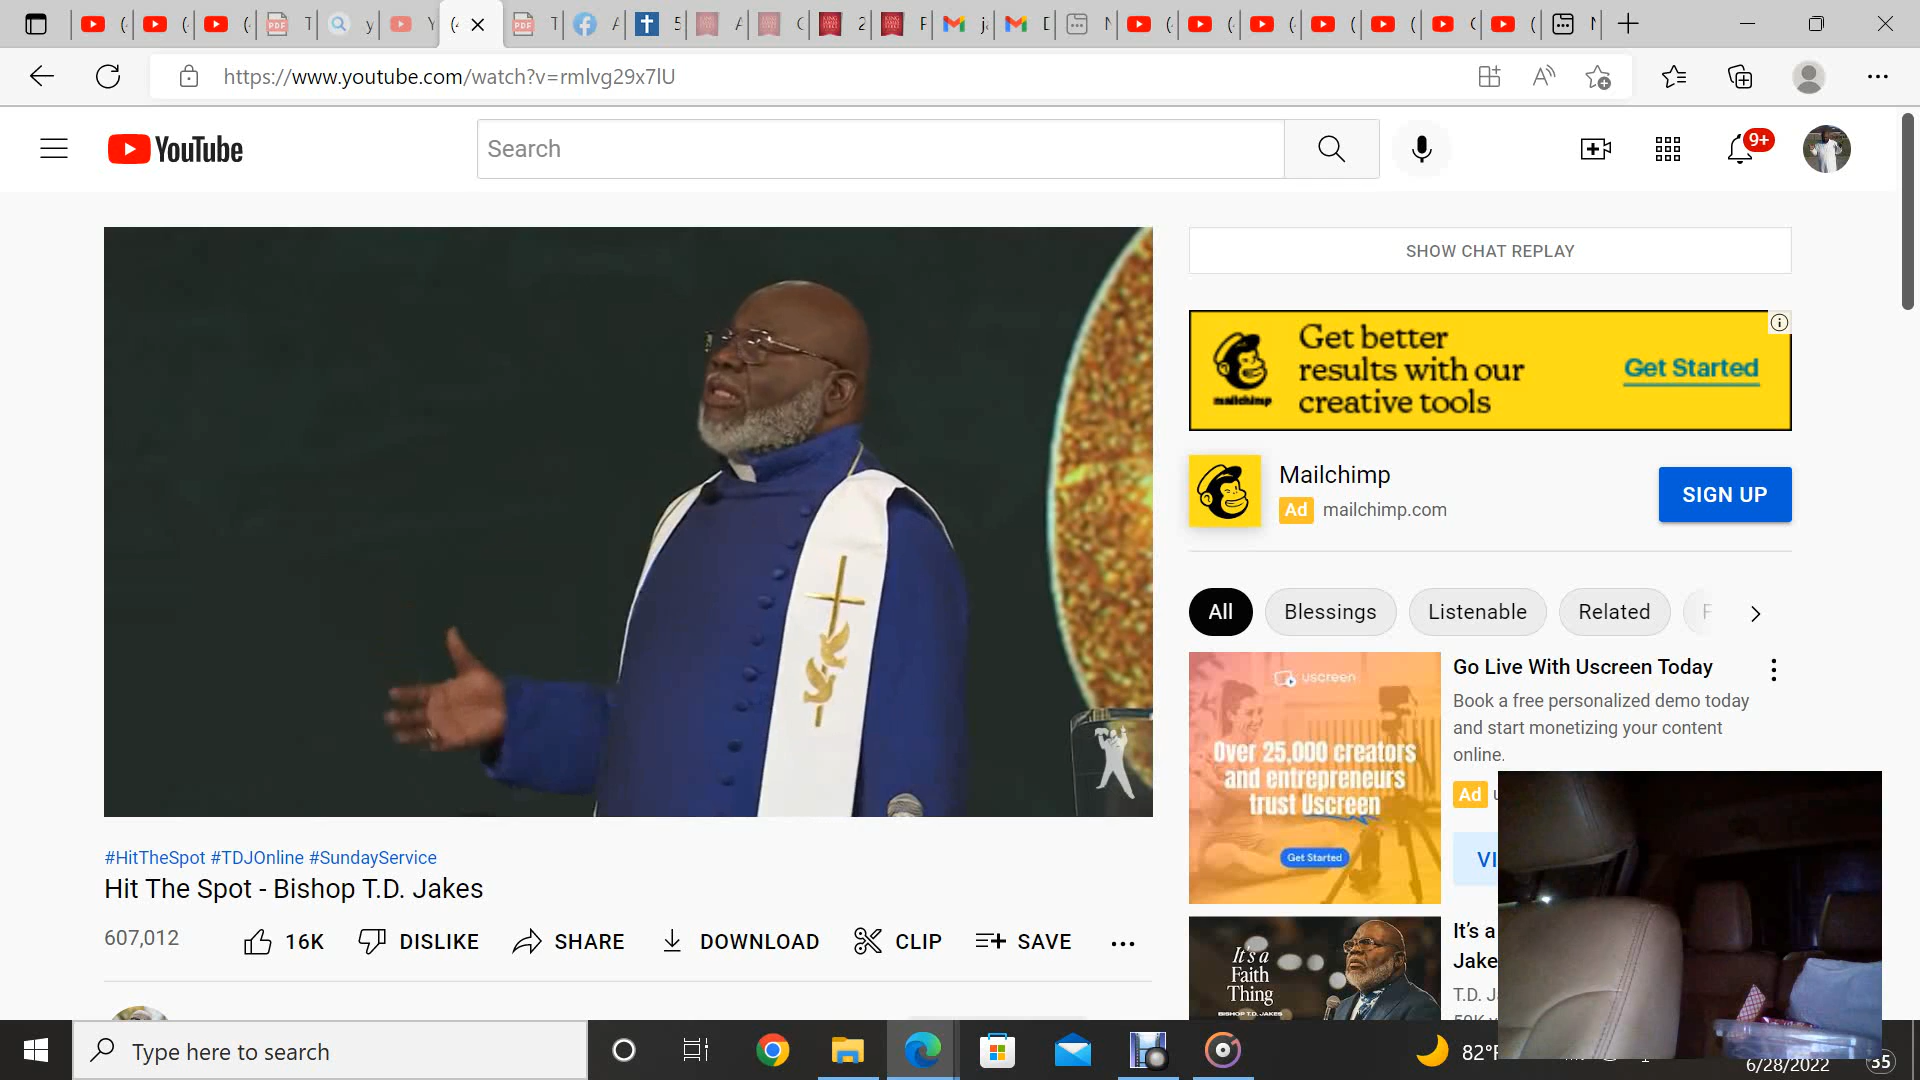 https://www.youtube.com/watch?v=rmlvg29x7lU
YouTube
Search
9+
SHOW CHAT REPLAY
Get better
results with our
creative tools
mailchimp
Get Started
Mailchimp
Ad mailchimp.com
SIGN UP
All
Blessings
Listenable
Related
uscreen
Over 25,000 creators
and entrepreneurs
trust Uscreen
Get Started
Go Live With Uscreen Today
Book a free personalized demo today
and start monetizing your content
online.
Ad
#HitTheSpot #TDJOnline #SundayService
Hit The Spot - Bishop T.D. Jakes
607,012
16K
DISLIKE
SHARE
DOWNLOAD
CLIP
SAVE
It's a
Faith
Thing
BISHOP T.D. JAKES
It's a
Jake
T.D. J
Type here to search
82°F
6/28/2022
35